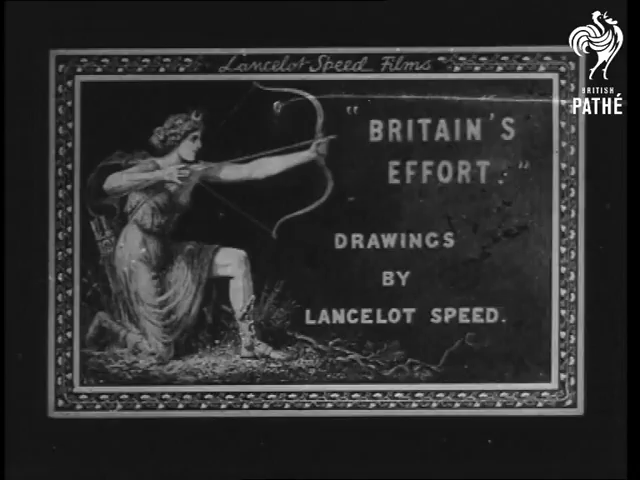 Lancelot Speed Films
"BRITAIN'S
EFFORT."
DRAWINGS
BY
LANCELOT SPEED.
BRITISH
PATHÉ